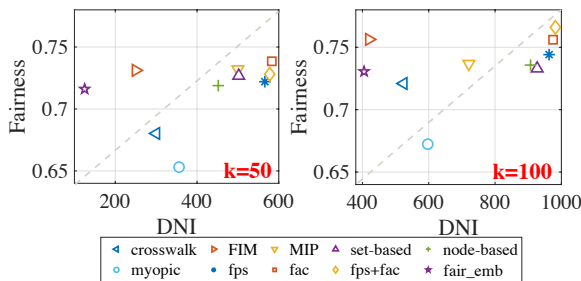 Fairness
0.75
0.7
0.65
200
400
600
k=50
DNI
Fairness
0.75
0.7
0.65
400
600
800
1000
k=100
DNI
crosswalk FIM MIP set-based node-based
myopic fps fac fps+fac fair_emb